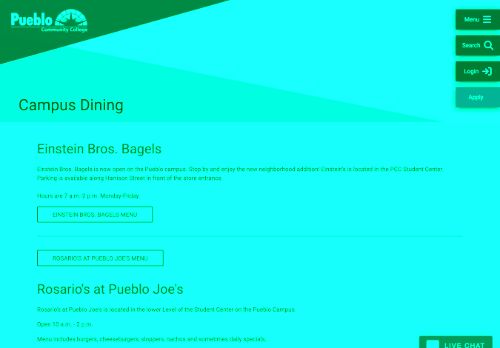 Pueblo
Community College
Menu
Search
Login
Apply
Campus Dining
Einstein Bros. Bagels
Einstein Bros. Bagels is now open on the Pueblo campus. Stop by and enjoy the new neighborhood addition! Einstein's is located in the PCC Student Center.
Parking is available along Harrison Street in front of the store entrance.
Hours are 7 a.m.-2 p.m. Monday-Friday
EINSTEIN BROS. BAGELS MENU
ROSARIO'S AT PUEBLO JOE'S MENU
Rosario's at Pueblo Joe's
Rosario's at Pueblo Joe's is located in the lower Level of the Student Center on the Pueblo Campus.
Open 10 a.m. - 2 p.m.
Menu includes burgers, cheeseburgers, sloppers, nachos and sometimes daily specials.
LIVE CHAT